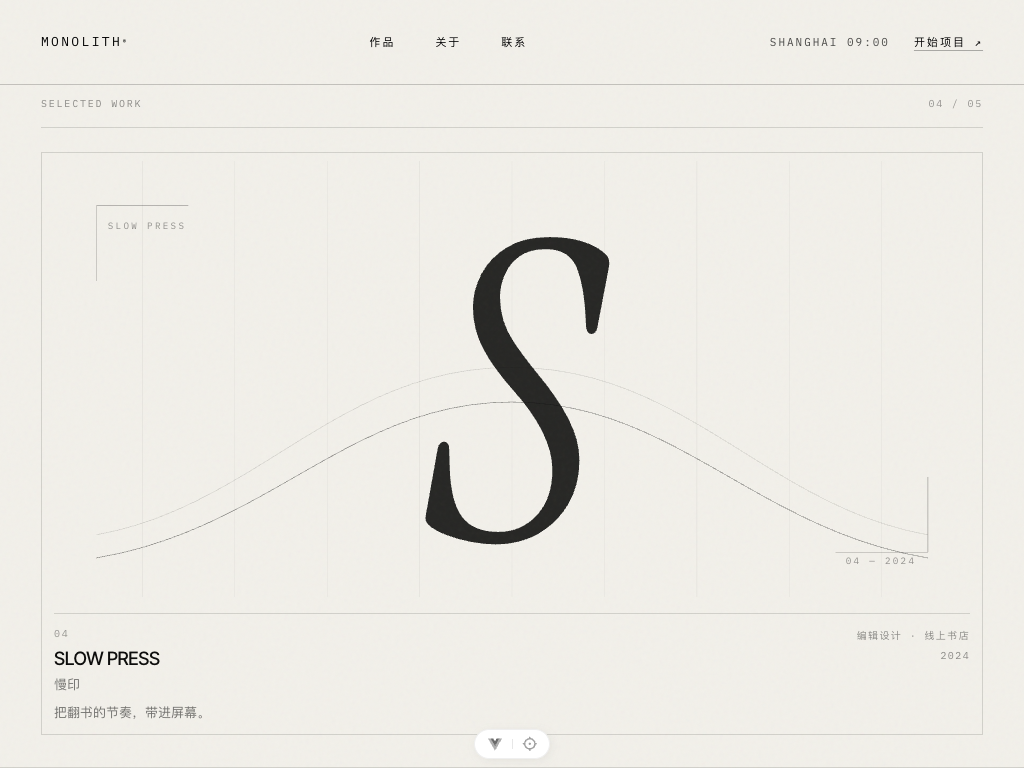 MONOLITH®
作品 关于 联系
SHANGHAI 09:00 开始项目 ↗
SELECTED WORK 04 / 05
SLOW PRESS
S
04 — 2024
04
SLOW PRESS
慢印
把翻书的节奏，带进屏幕。
编辑设计 · 线上书店
2024